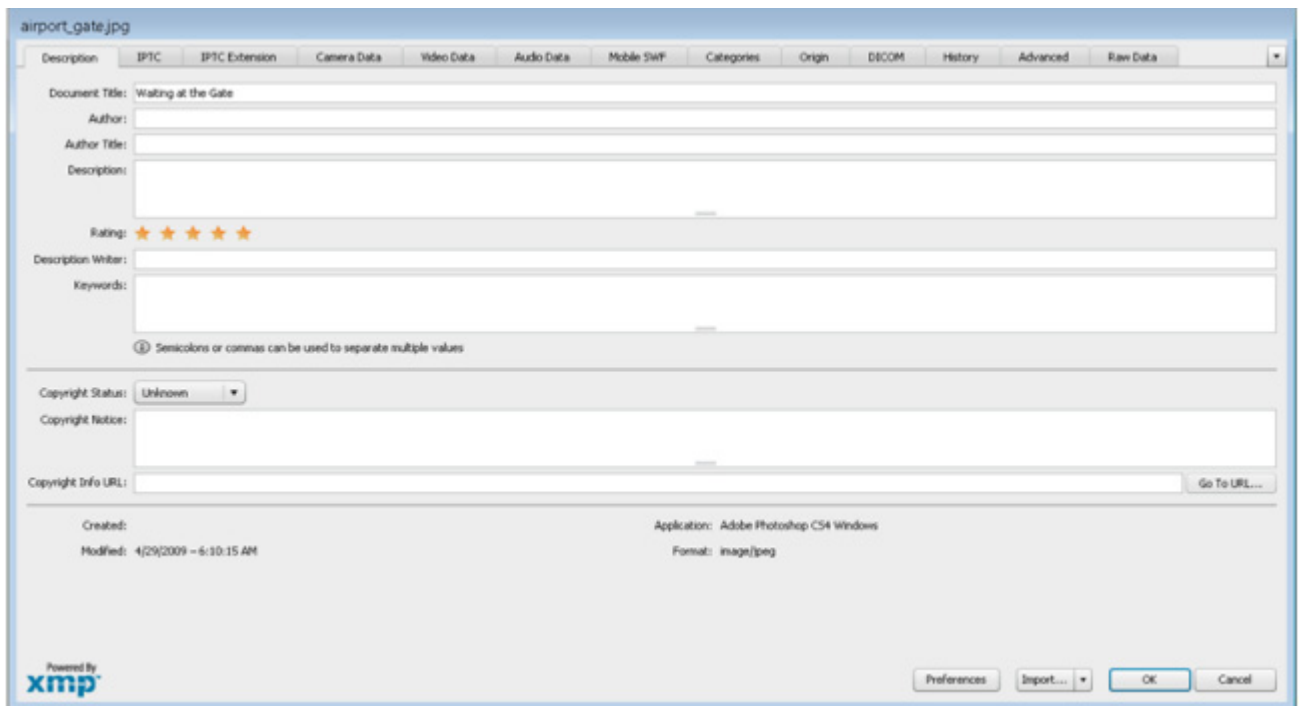 airport_gate.jpg
Description IPTC IPTC Extension Camera Data Video Data Audio Data Mobile SWF Categories Origin DICOM History Advanced Raw Data
Document Title: Waiting at the Gate
Author:
Author Title:
Description:
Rating:
Description Writer:
Keywords:
Semicolons or commas can be used to separate multiple values
Copyright Status: Unknown
Copyright Notice:
Copyright Info URL: Go To URL...
Created: Application: Adobe Photoshop CS4 Windows
Modified: 4/29/2009 – 6:10:15 AM Format: image/jpeg
Powered By
xmp
Preferences Import... OK Cancel